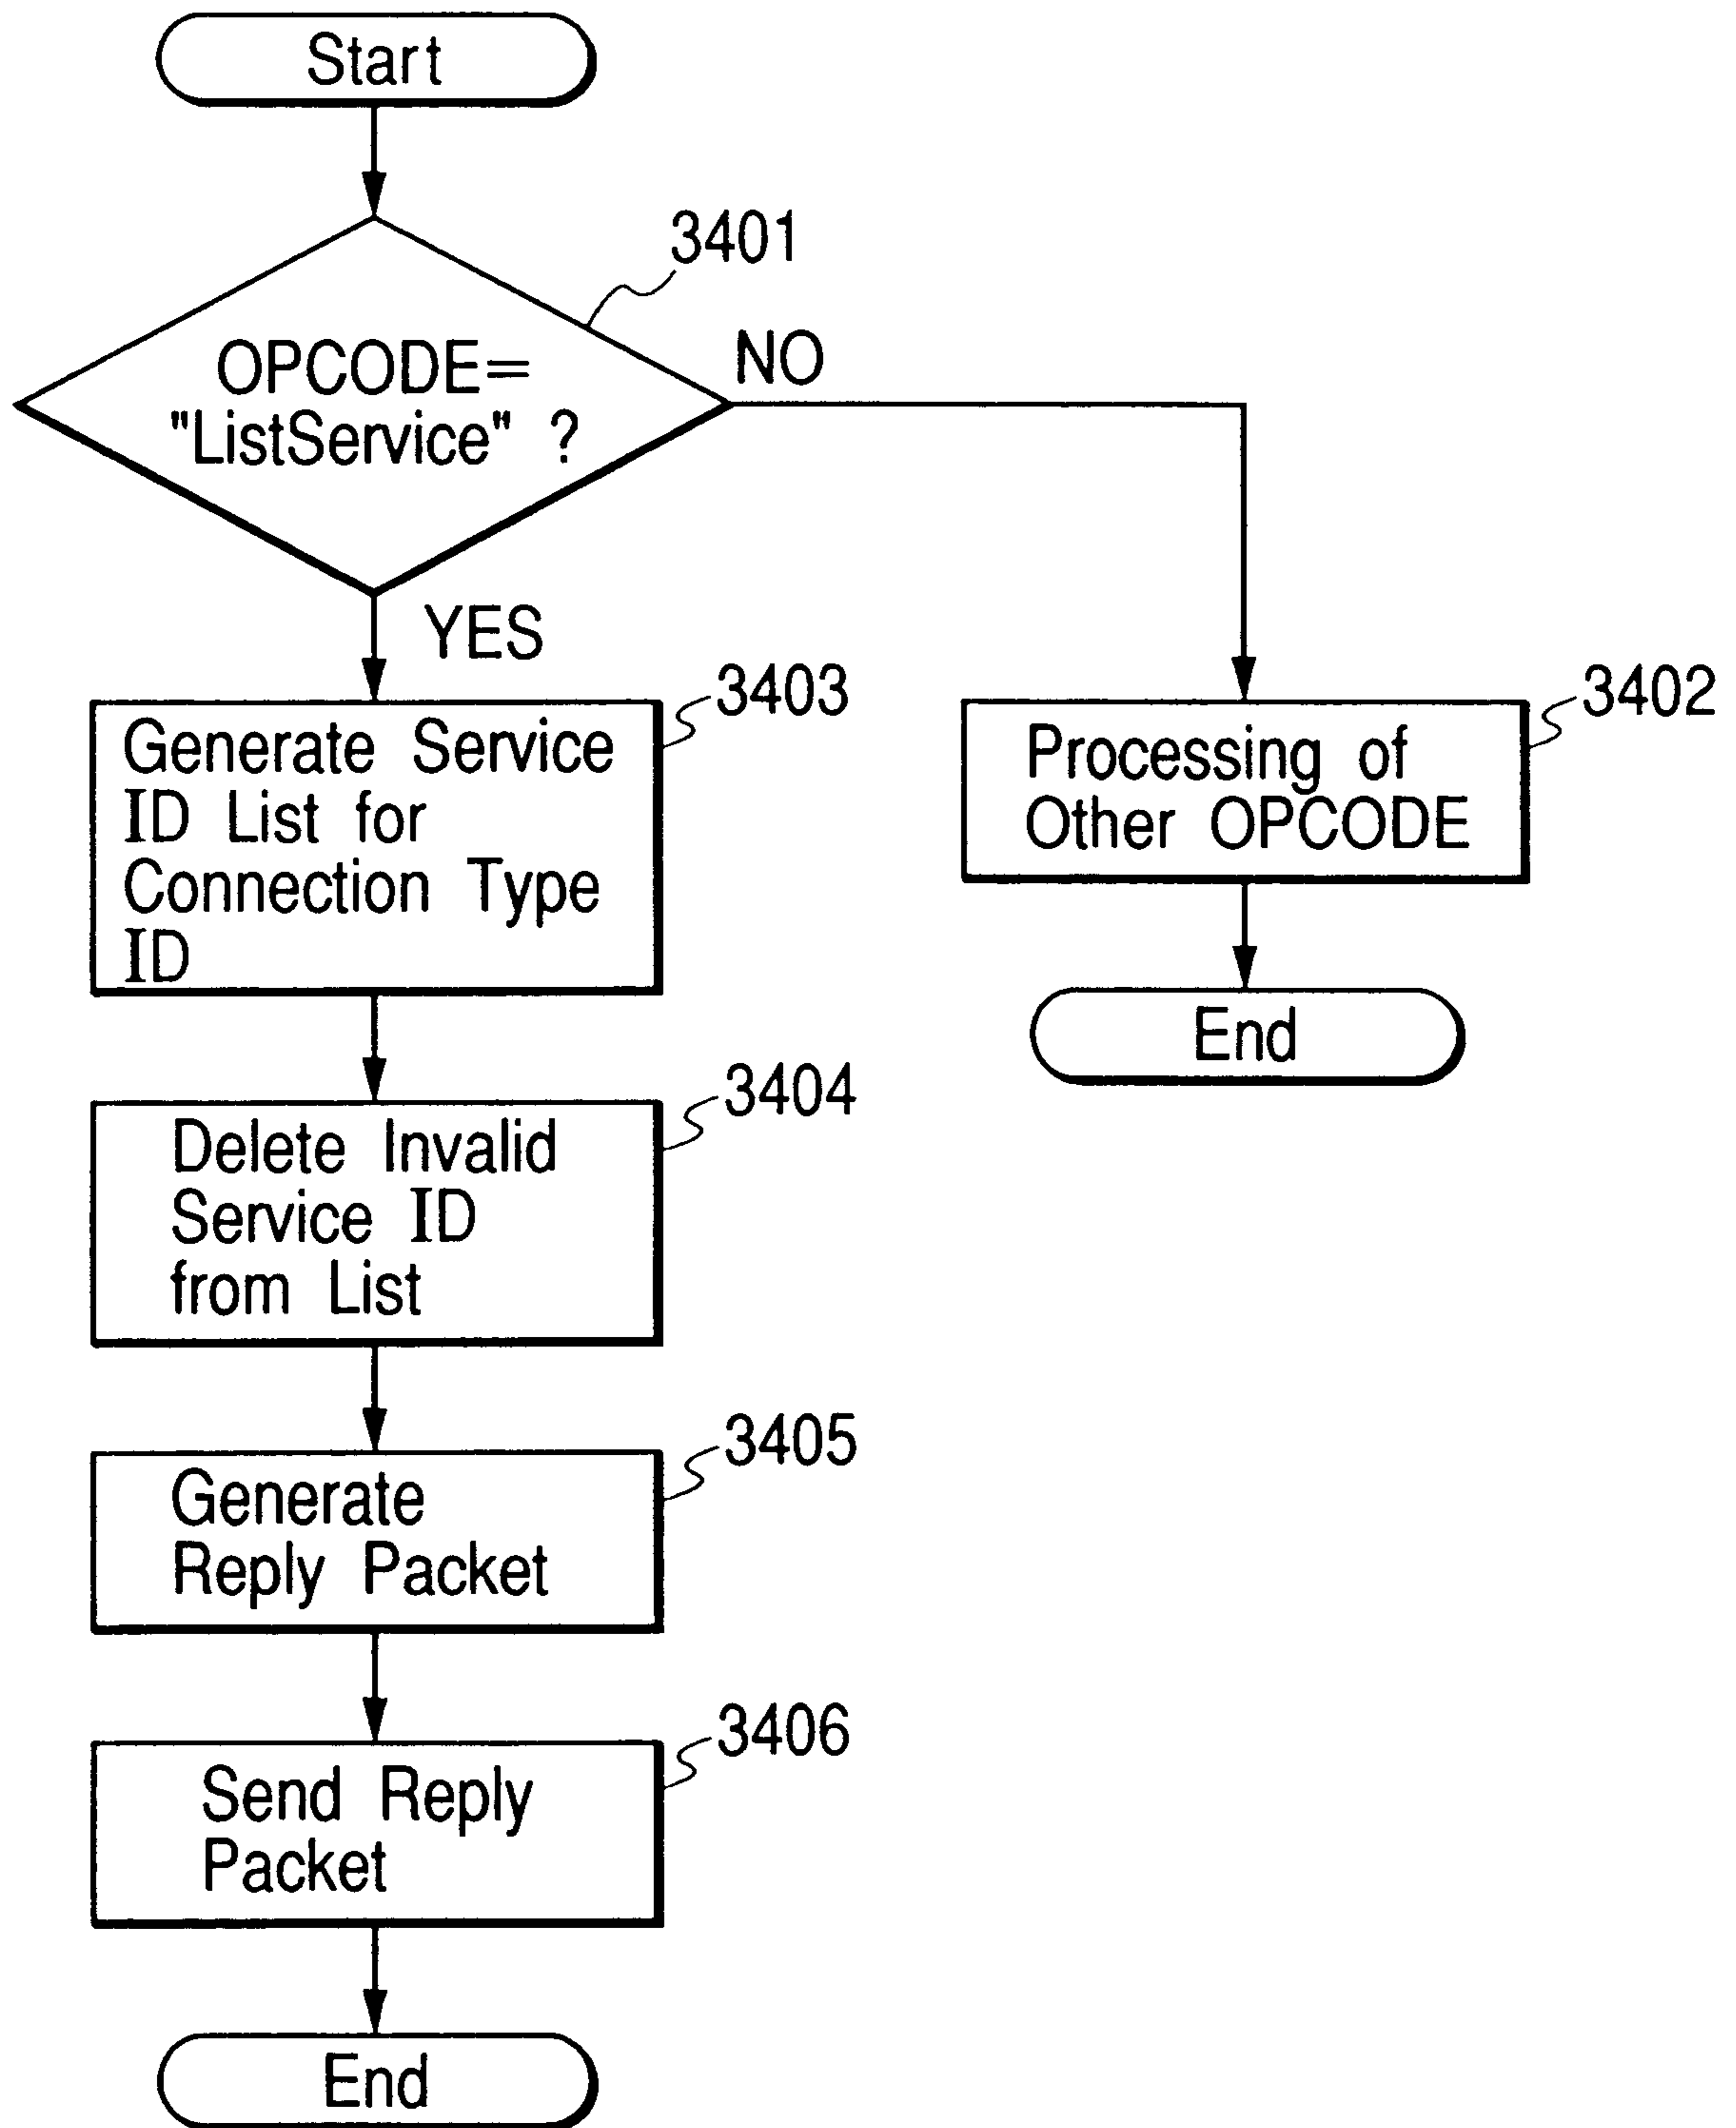 Start
3401
OPCODE=
"ListService" ?
NO
YES
3403
Generate Service
ID List for
Connection Type
ID
3402
Processing of
Other OPCODE
End
3404
Delete Invalid
Service ID
from List
3405
Generate
Reply Packet
3406
Send Reply
Packet
End